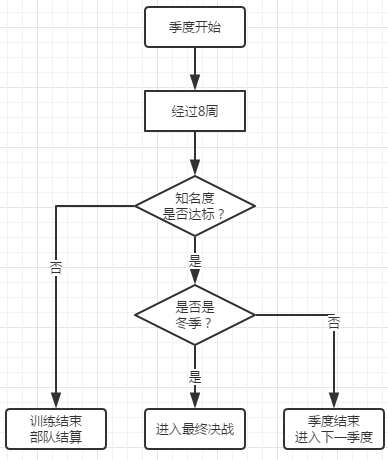 季度开始
经过8周
知名度
是否达标？
否
是
是否是
冬季？
否
是
训练结束
部队结算
进入最终决战
季度结束
进入下一季度